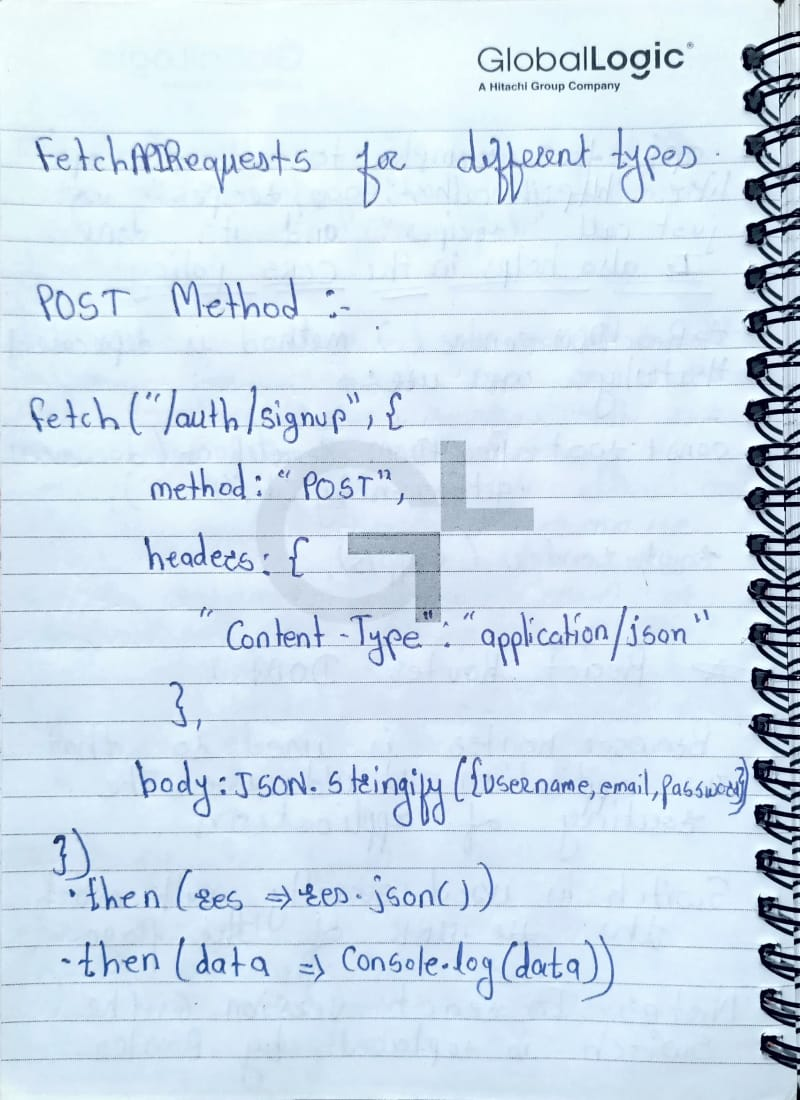 GlobalLogic®
A Hitachi Group Company
FetchAPIRequests for different types.
POST Method :-
fetch("/auth/signup", {
method: "POST",
headers: {
"Content-Type": "application/json"
},
body: JSON.stringify({username, email, password}
})
.then(res => res.json())
.then(data => console.log(data))